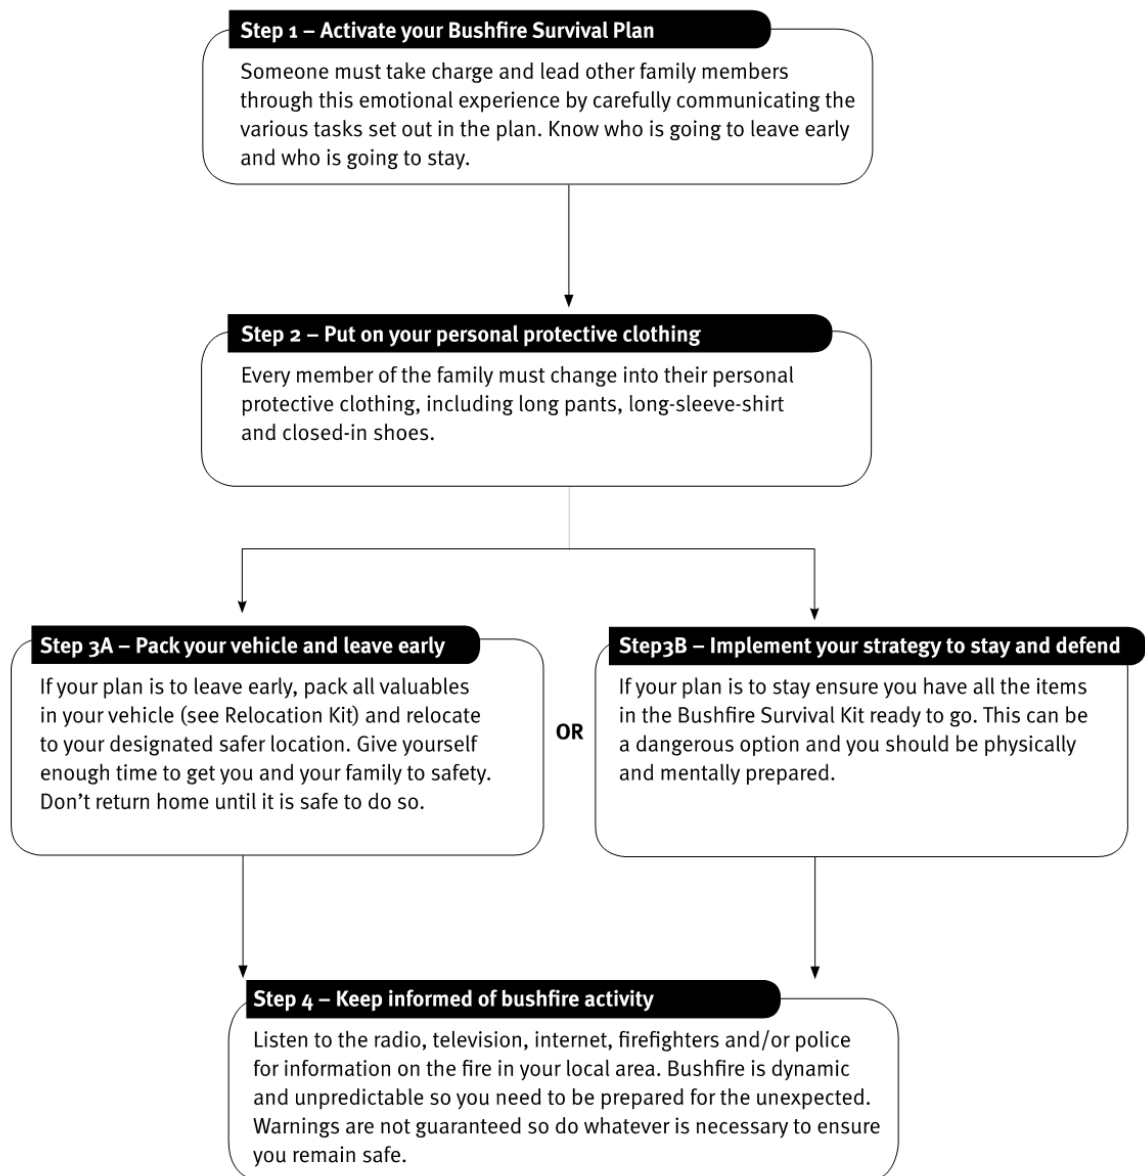 Step 1 – Activate your Bushfire Survival Plan
Someone must take charge and lead other family members
through this emotional experience by carefully communicating the
various tasks set out in the plan. Know who is going to leave early
and who is going to stay.
Step 2 – Put on your personal protective clothing
Every member of the family must change into their personal
protective clothing, including long pants, long-sleeve-shirt
and closed-in shoes.
Step 3A – Pack your vehicle and leave early
If your plan is to leave early, pack all valuables
in your vehicle (see Relocation Kit) and relocate
to your designated safer location. Give yourself
enough time to get you and your family to safety.
Don't return home until it is safe to do so.
OR
Step3B – Implement your strategy to stay and defend
If your plan is to stay ensure you have all the items
in the Bushfire Survival Kit ready to go. This can be
a dangerous option and you should be physically
and mentally prepared.
Step 4 – Keep informed of bushfire activity
Listen to the radio, television, internet, firefighters and/or police
for information on the fire in your local area. Bushfire is dynamic
and unpredictable so you need to be prepared for the unexpected.
Warnings are not guaranteed so do whatever is necessary to ensure
you remain safe.